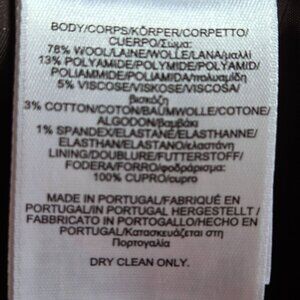 BODY/CORPS/KÖRPER/CORPETTO/
CUERPO/Σώμα:
78% WOOL/LAINE/WOLLE/LANA/μαλλί
13% POLYAMIDE/POLYMIDE/POLYAMID/
POLIAMMIDE/POLIAMIDA/πολυαμίδη
5% VISCOSE/VISKOSE/VISCOSA/
βισκόζη
3% COTTON/COTON/BAUMWOLLE/COTONE/
ALGODON/Βαμβάκι
1% SPANDEX/ELASTANE/ELASTHANNE/
ELASTHAN/ELASTANO/ελαστάνη
LINING/DOUBLURE/FUTTERSTOFF/
FODERA/FORRO/φοδράρισμα:
100% CUPRO/cupro
MADE IN PORTUGAL/FABRIQUÉ EN
PORTUGAL/IN PORTUGAL HERGESTELLT/
FABBRICATO IN PORTOGALLO/HECHO EN
PORTUGAL/Κατασκευάζεται στη
Πορτογαλία
DRY CLEAN ONLY.